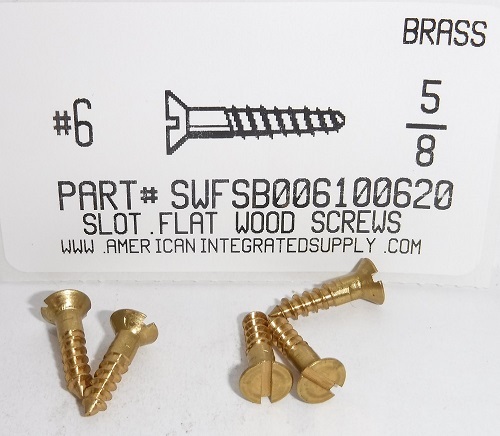 BRASS
#6
5
8
PART# SWFSB006100620
SLOT.FLAT WOOD SCREWS
WWW.AMERICANINTEGRATEDSUPPLY.COM